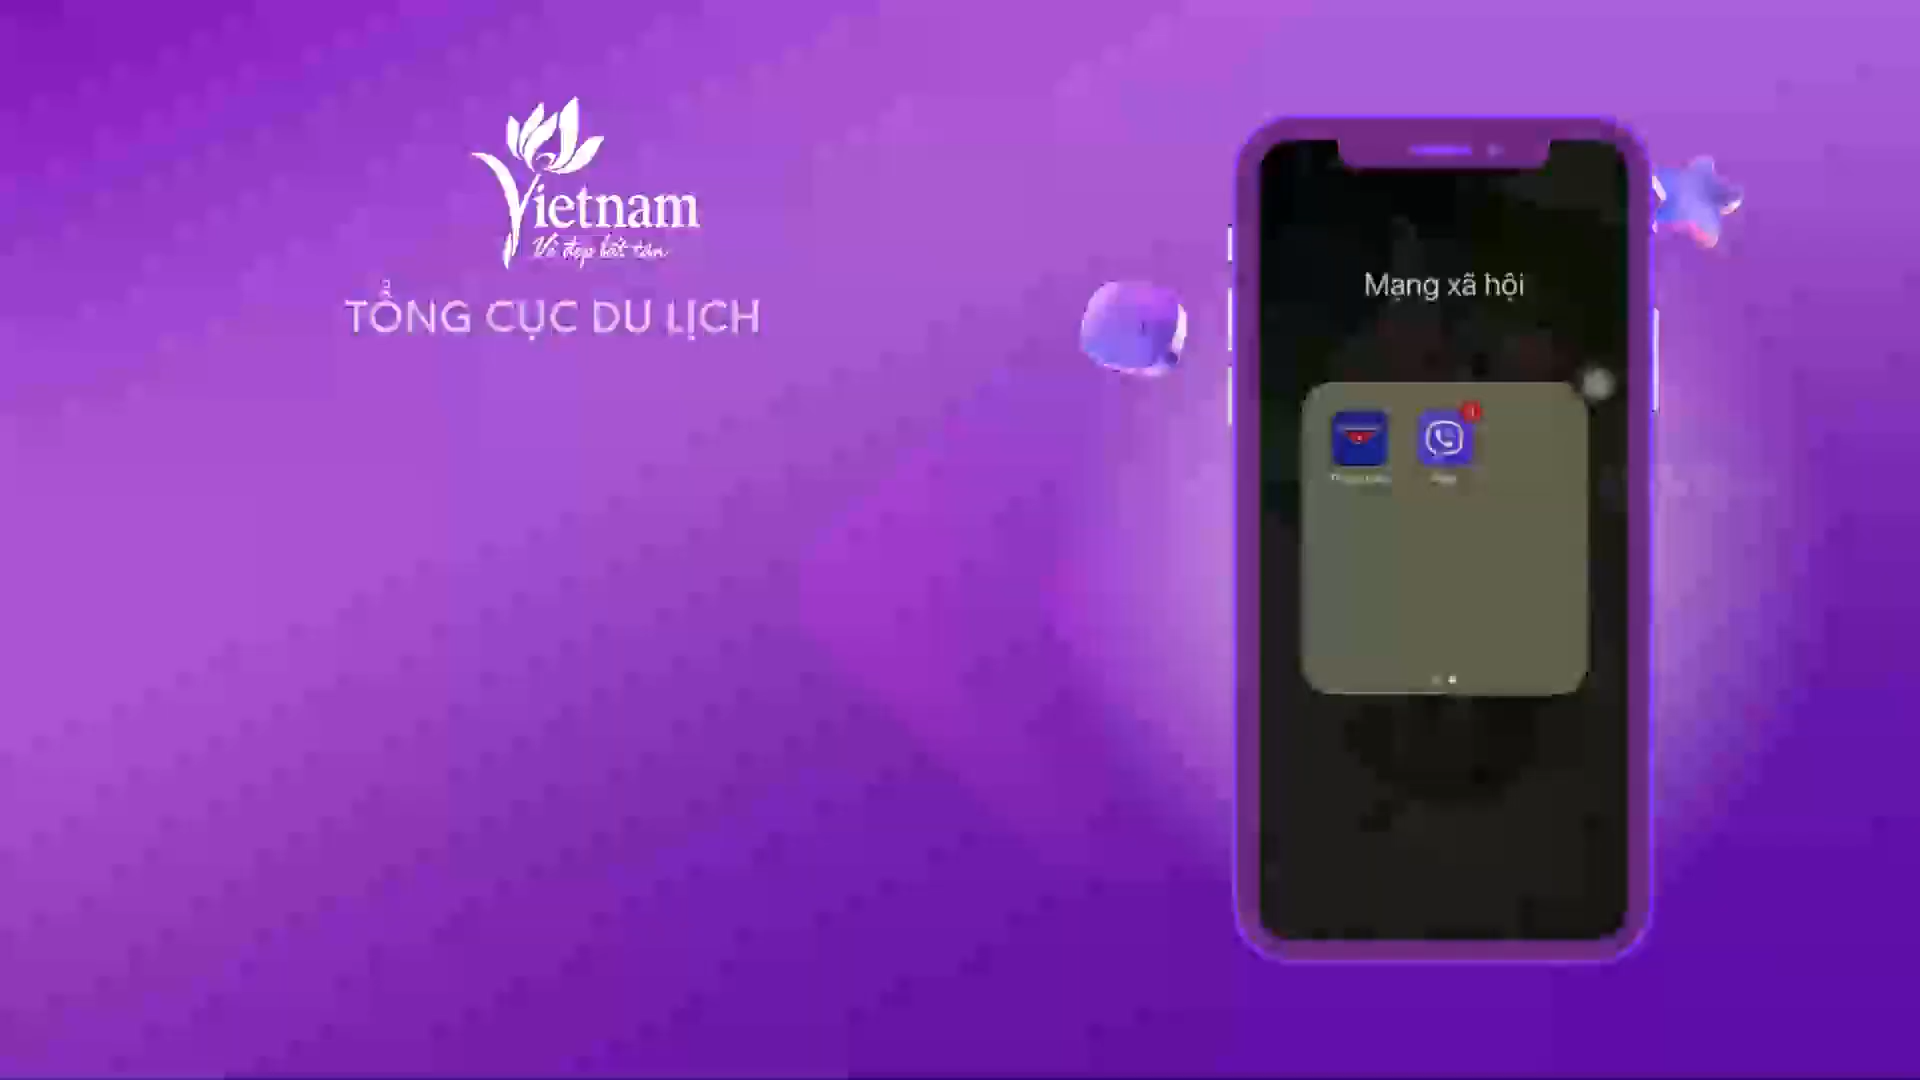 Vietnam
Vẻ đẹp bất tận
TỔNG CỤC DU LỊCH
Mạng xã hội